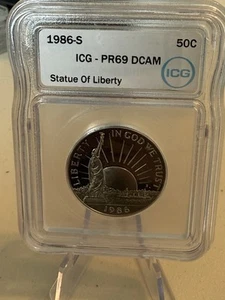 1986-S 50C
ICG - PR69 DCAM
Statue Of Liberty
ICG
LIBERTY IN GOD WE TRUST
1986